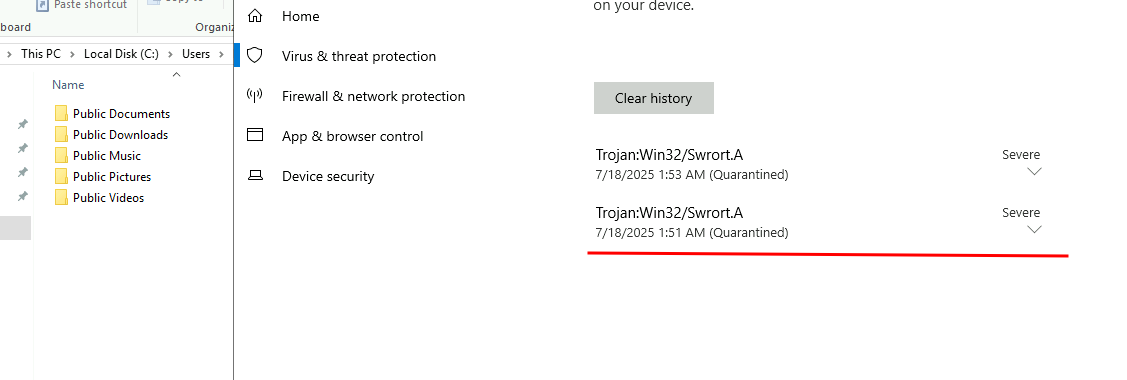 Paste shortcut
Copy to
board
Organiz
This PC > Local Disk (C:) > Users >
Name
Public Documents
Public Downloads
Public Music
Public Pictures
Public Videos
Home
Virus & threat protection
Firewall & network protection
App & browser control
Device security
on your device.
Clear history
Trojan:Win32/Swrort.A
Severe
7/18/2025 1:53 AM (Quarantined)
Trojan:Win32/Swrort.A
Severe
7/18/2025 1:51 AM (Quarantined)